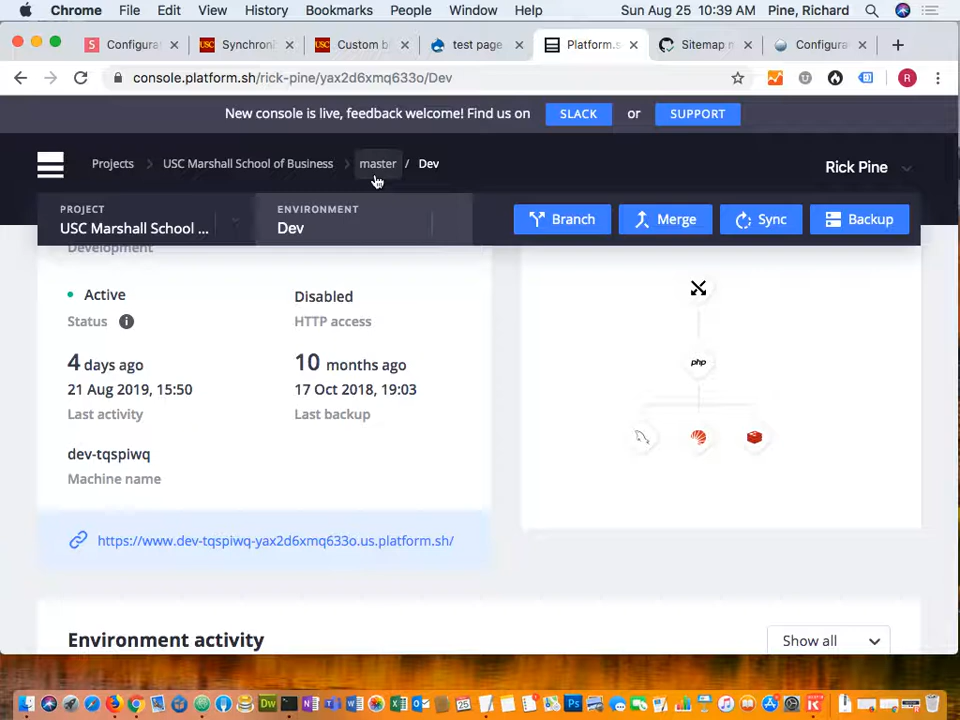 Chrome File Edit View History Bookmarks People Window Help Sun Aug 25 10:39 AM Pine, Richard
Configurat Synchroni Custom b test page Platform.s Sitemap m Configurat
console.platform.sh/rick-pine/yax2d6xmq633o/Dev R
New console is live, feedback welcome! Find us on SLACK or SUPPORT
Projects USC Marshall School of Business master / Dev
Rick Pine
PROJECT ENVIRONMENT
USC Marshall School ... Dev Branch Merge Sync Backup
Development
Active Disabled
Status HTTP access
4 days ago 10 months ago
21 Aug 2019, 15:50 17 Oct 2018, 19:03
Last activity Last backup
php
dev-tqspiwq
Machine name
https://www.dev-tqspiwq-yax2d6xmq633o.us.platform.sh/
Environment activity Show all